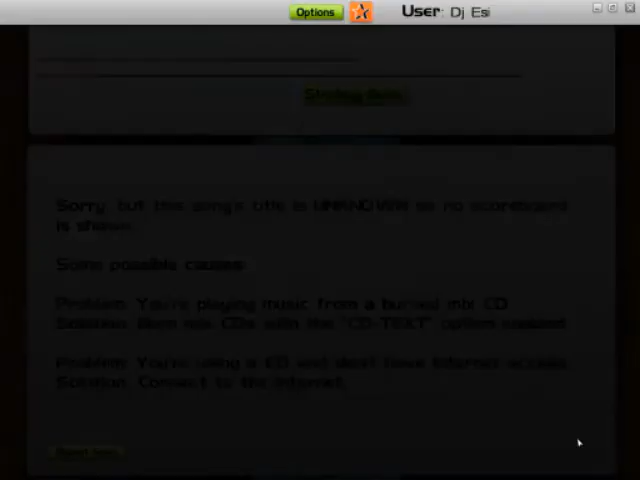 Options User: Dj Esi
Sorry, but this song's title is UNKNOWN so no scoreboard
is shown.
Some possible causes:
Problem: You're playing music from a burned mix CD
Solution: Burn mix CDs with the "CD-TEXT" option enabled
Problem: You're using a CD and don't have internet access
Solution: Connect to the internet.